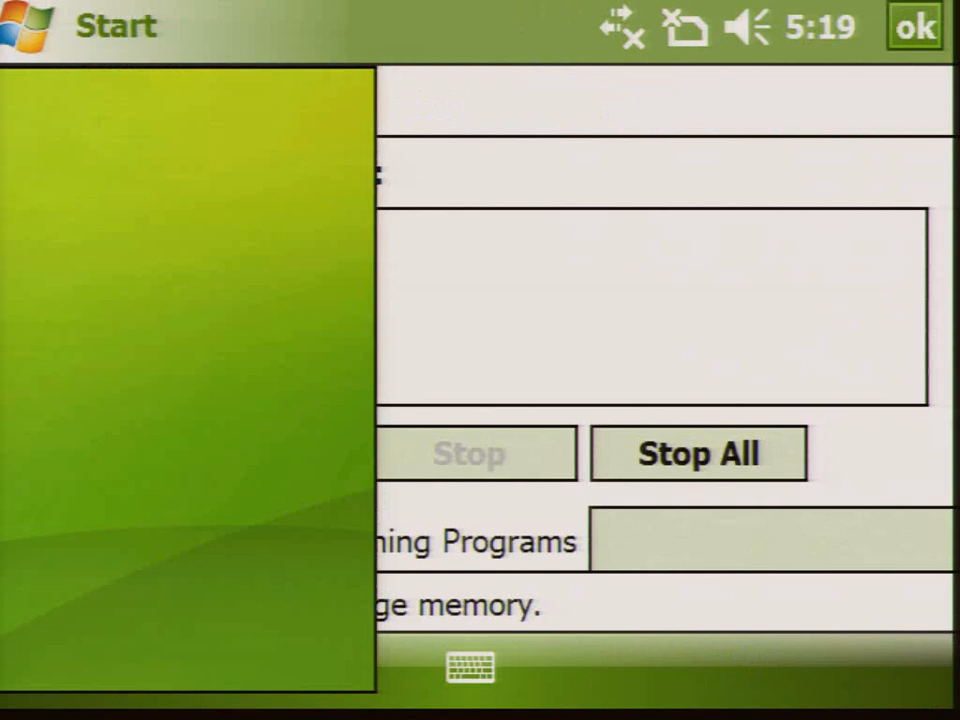 Start 5:19 ok
:
Stop Stop All
ning Programs
ge memory.